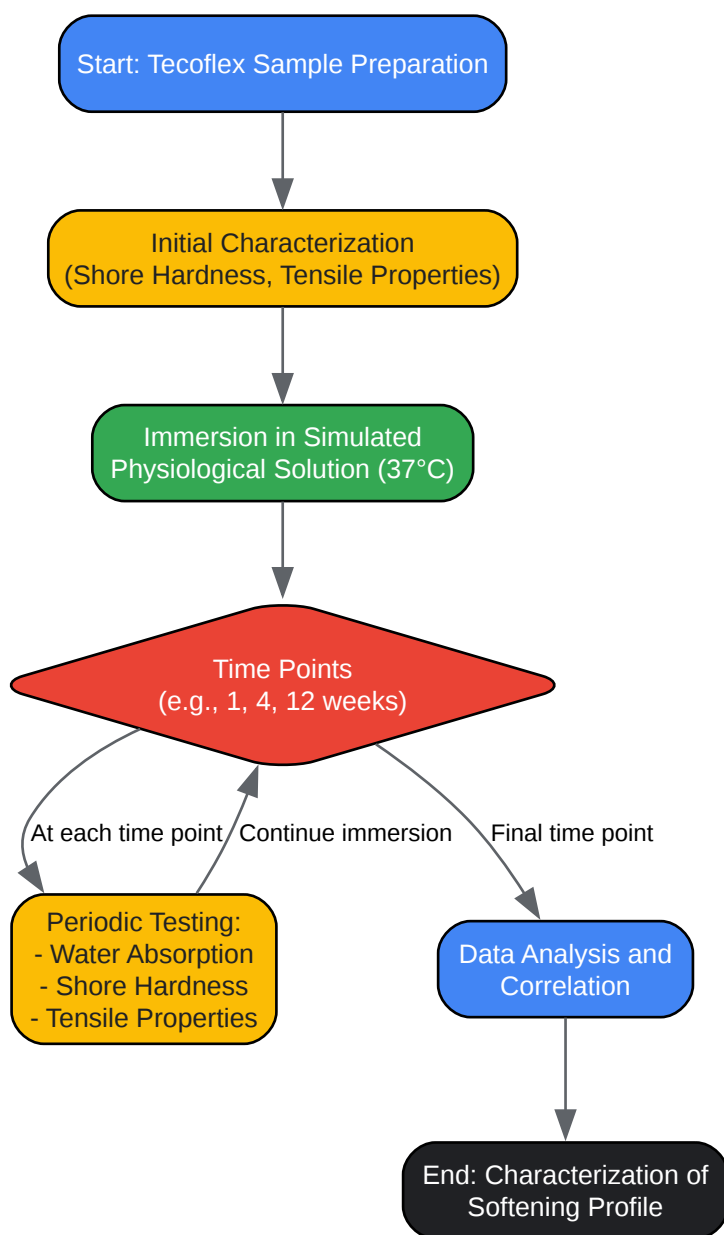 Start: Tecoflex Sample Preparation
Initial Characterization
(Shore Hardness, Tensile Properties)
Immersion in Simulated
Physiological Solution (37°C)
Time Points
(e.g., 1, 4, 12 weeks)
At each time point
Continue immersion
Final time point
Periodic Testing:
- Water Absorption
- Shore Hardness
- Tensile Properties
Data Analysis and
Correlation
End: Characterization of
Softening Profile